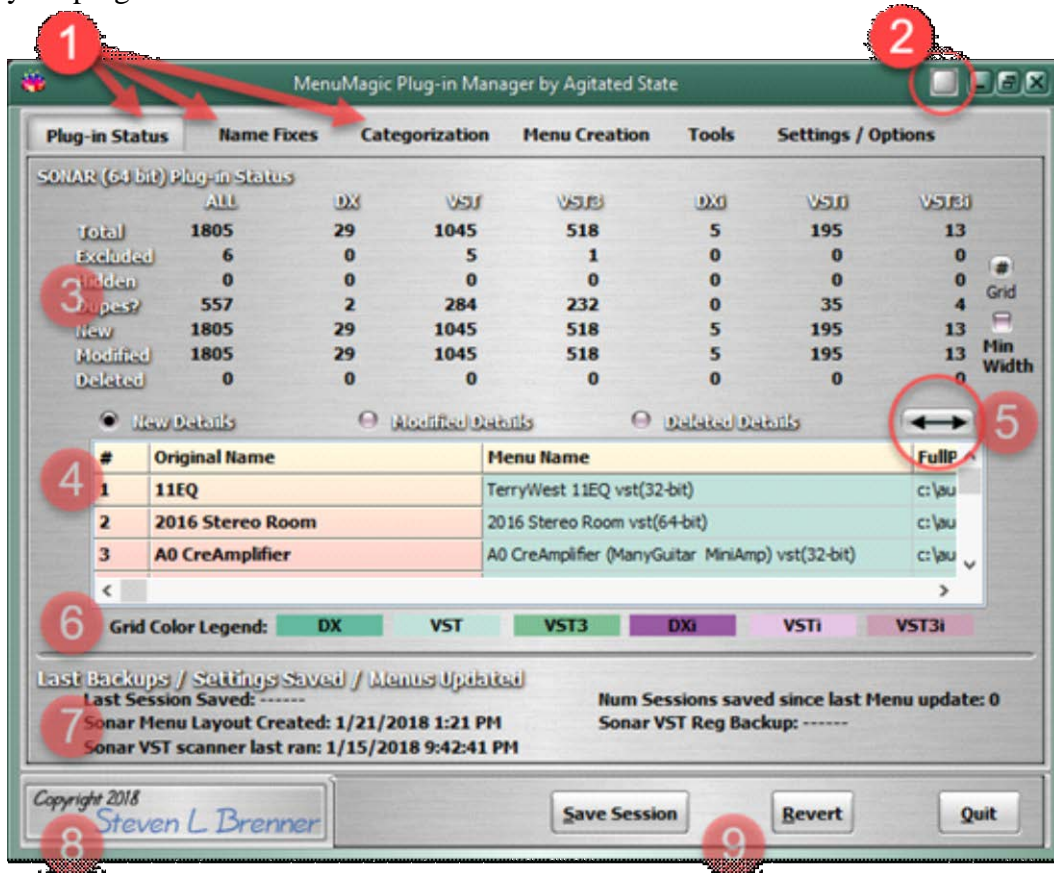 1
2
MenuMagic Plug-in Manager by Agitated State
Plug-in Status Name Fixes Categorization Menu Creation Tools Settings / Options
SONAR (64 bit) Plug-in Status
ALL DX VST VST3 DXi VSTi VST3i
Total 1805 29 1045 518 5 195 13
Excluded 6 0 5 1 0 0 0
Hidden 0 0 0 0 0 0 0
3
Dupes? 557 2 284 232 0 35 4
New 1805 29 1045 518 5 195 13
Modified 1805 29 1045 518 5 195 13
Deleted 0 0 0 0 0 0 0
#
Grid
Min
Width
New Details Modified Details Deleted Details
5
4
# Original Name Menu Name FullP
1 11EQ TerryWest 11EQ vst(32-bit) c:\au
2 2016 Stereo Room 2016 Stereo Room vst(64-bit) c:\au
3 A0 CreAmplifier A0 CreAmplifier (ManyGuitar MiniAmp) vst(32-bit) c:\au
6
Grid Color Legend: DX VST VST3 DXi VSTi VST3i
Last Backups / Settings Saved / Menus Updated
Last Session Saved: ------ Num Sessions saved since last Menu update: 0
7
Sonar Menu Layout Created: 1/21/2018 1:21 PM Sonar VST Reg Backup: ------
Sonar VST scanner last ran: 1/15/2018 9:42:41 PM
Copyright 2018
Steven L Brenner
8
Save Session Revert Quit
9